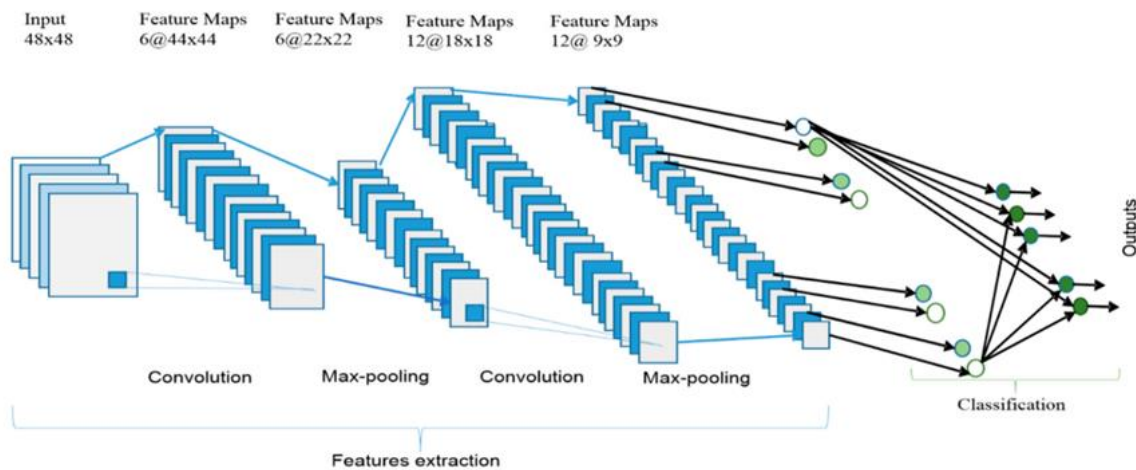 Input
48x48
Feature Maps
6@44x44
Feature Maps
6@22x22
Feature Maps
12@18x18
Feature Maps
12@ 9x9
Outputs
Convolution
Max-pooling
Convolution
Max-pooling
Classification
Features extraction